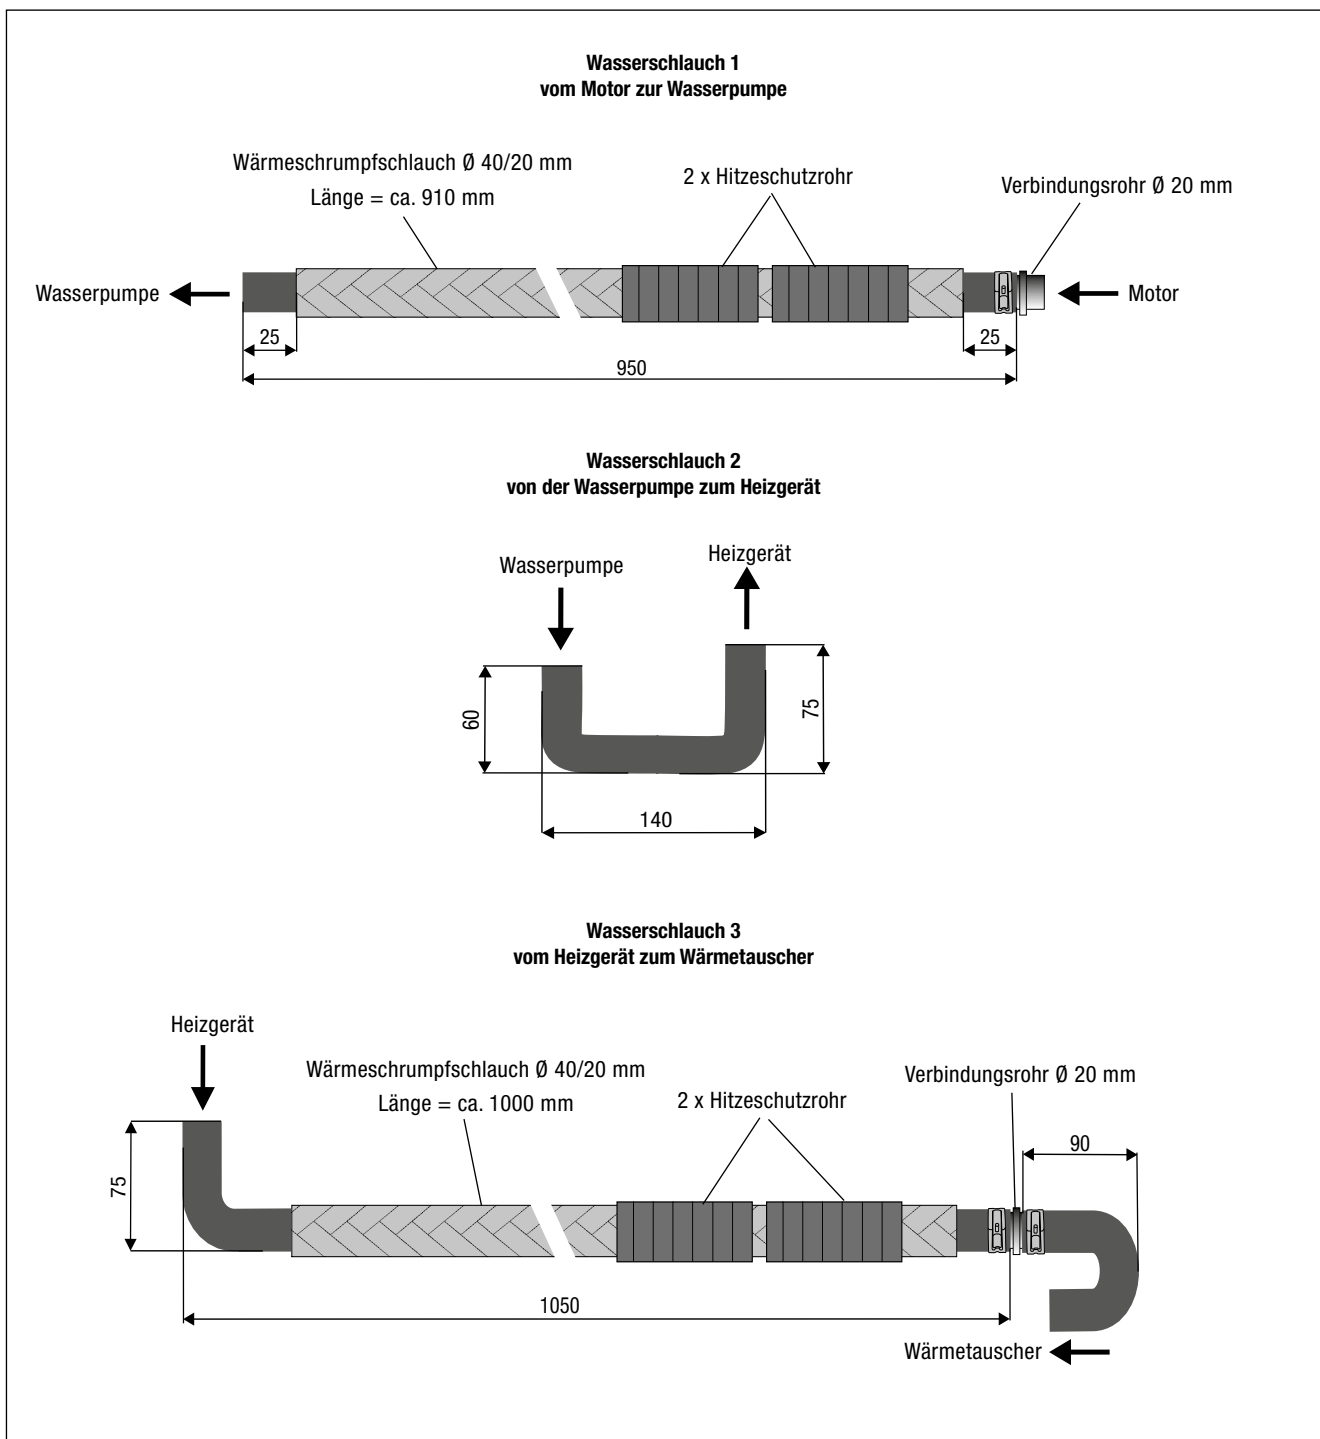 Wasserschlauch 1
vom Motor zur Wasserpumpe
Wärmeschrumpfschlauch Ø 40/20 mm
Länge = ca. 910 mm
2 x Hitzeschutzrohr
Verbindungsrohr Ø 20 mm
Wasserpumpe
Motor
25
25
950
Wasserschlauch 2
von der Wasserpumpe zum Heizgerät
Wasserpumpe
Heizgerät
60
75
140
Wasserschlauch 3
vom Heizgerät zum Wärmetauscher
Heizgerät
Wärmeschrumpfschlauch Ø 40/20 mm
Länge = ca. 1000 mm
2 x Hitzeschutzrohr
Verbindungsrohr Ø 20 mm
90
75
1050
Wärmetauscher